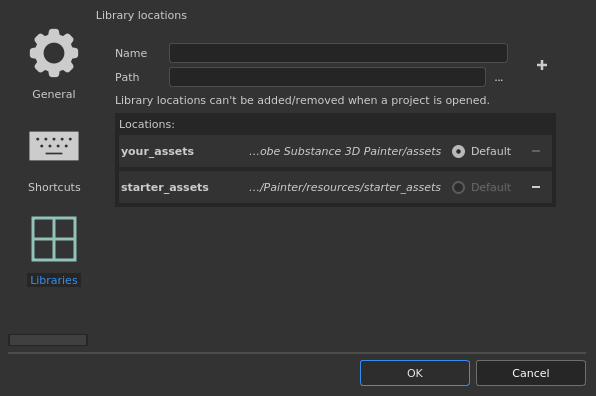 Library locations
General
Name
Path ...
Library locations can't be added/removed when a project is opened.
Locations:
your_assets ...obe Substance 3D Painter/assets Default
starter_assets .../Painter/resources/starter_assets Default
Shortcuts
Libraries
OK Cancel